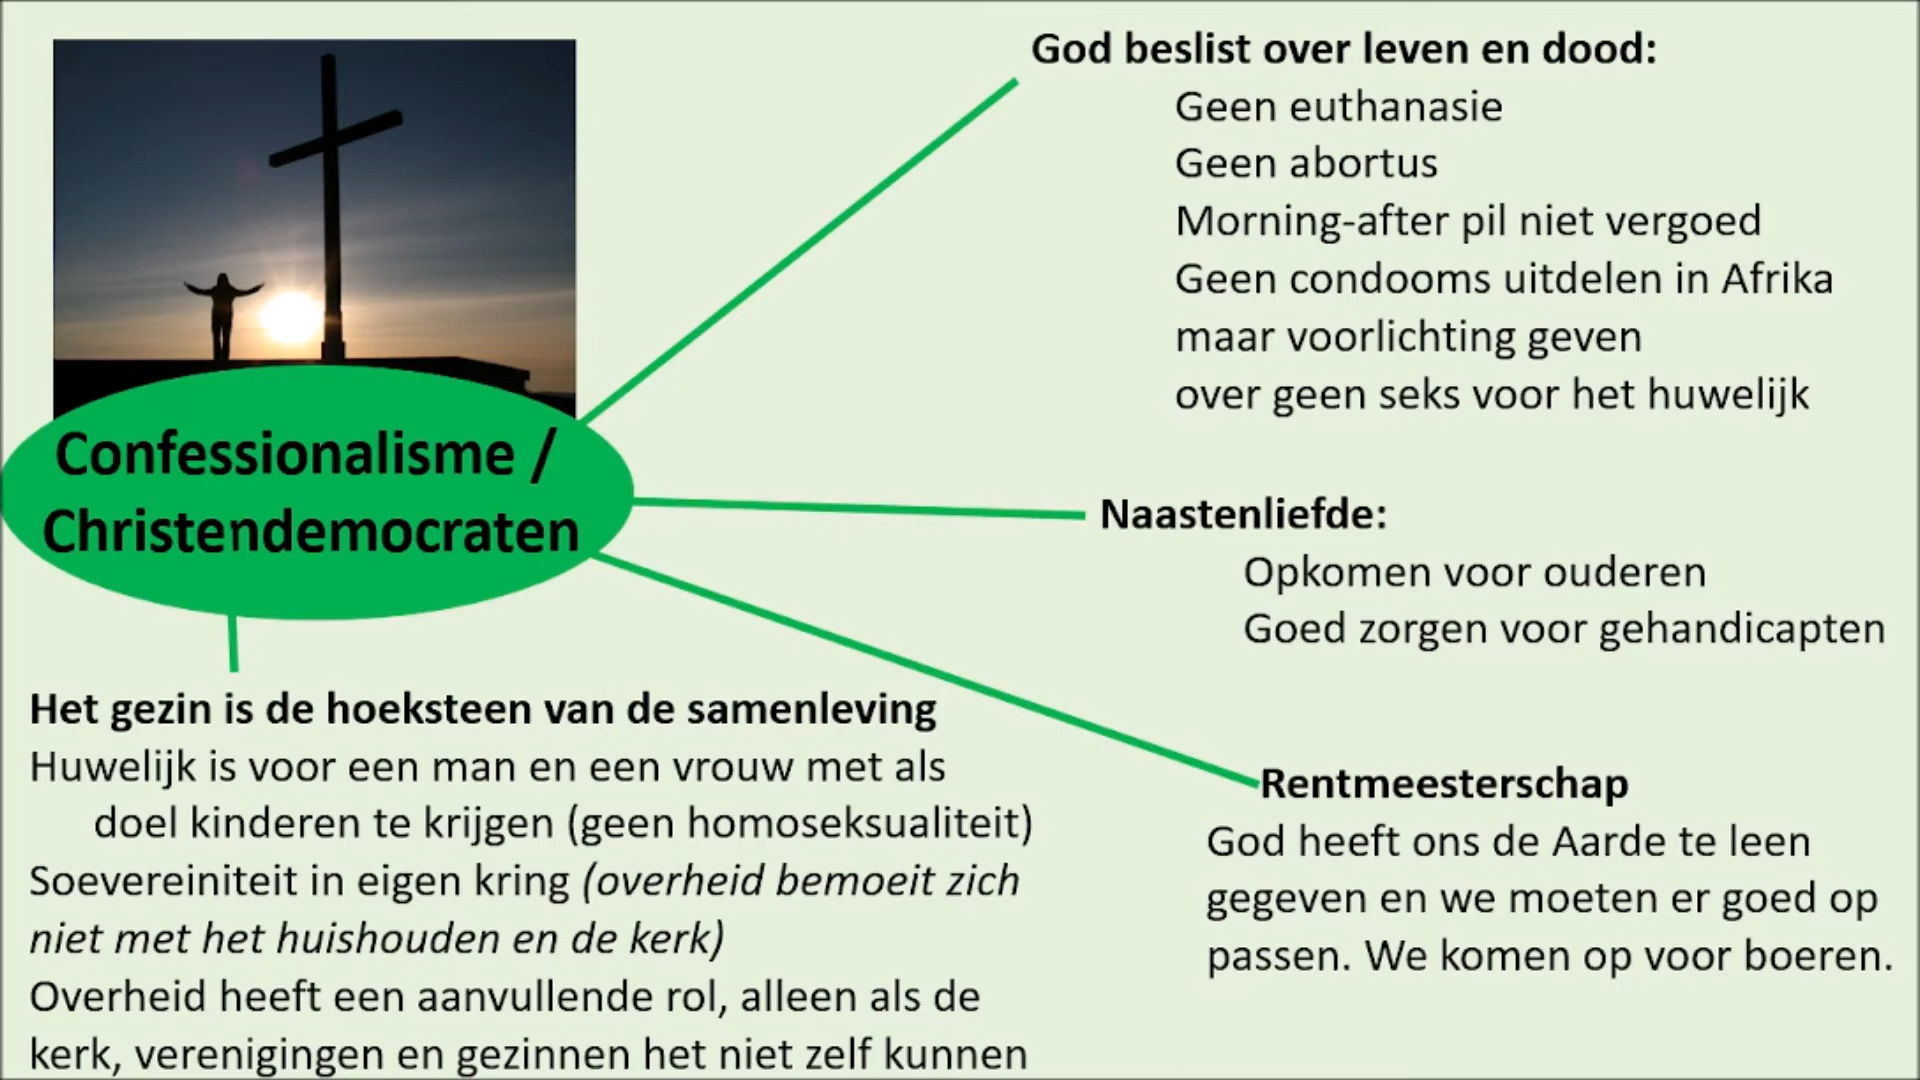 God beslist over leven en dood:
Geen euthanasie
Geen abortus
Morning-after pil niet vergoed
Geen condooms uitdelen in Afrika
maar voorlichting geven
over geen seks voor het huwelijk
Confessionalisme /
Christendemocraten
Naastenliefde:
Opkomen voor ouderen
Goed zorgen voor gehandicapten
Het gezin is de hoeksteen van de samenleving
Huwelijk is voor een man en een vrouw met als
doel kinderen te krijgen (geen homoseksualiteit)
Soevereiniteit in eigen kring (overheid bemoeit zich
niet met het huishouden en de kerk)
Overheid heeft een aanvullende rol, alleen als de
kerk, verenigingen en gezinnen het niet zelf kunnen
Rentmeesterschap
God heeft ons de Aarde te leen
gegeven en we moeten er goed op
passen. We komen op voor boeren.